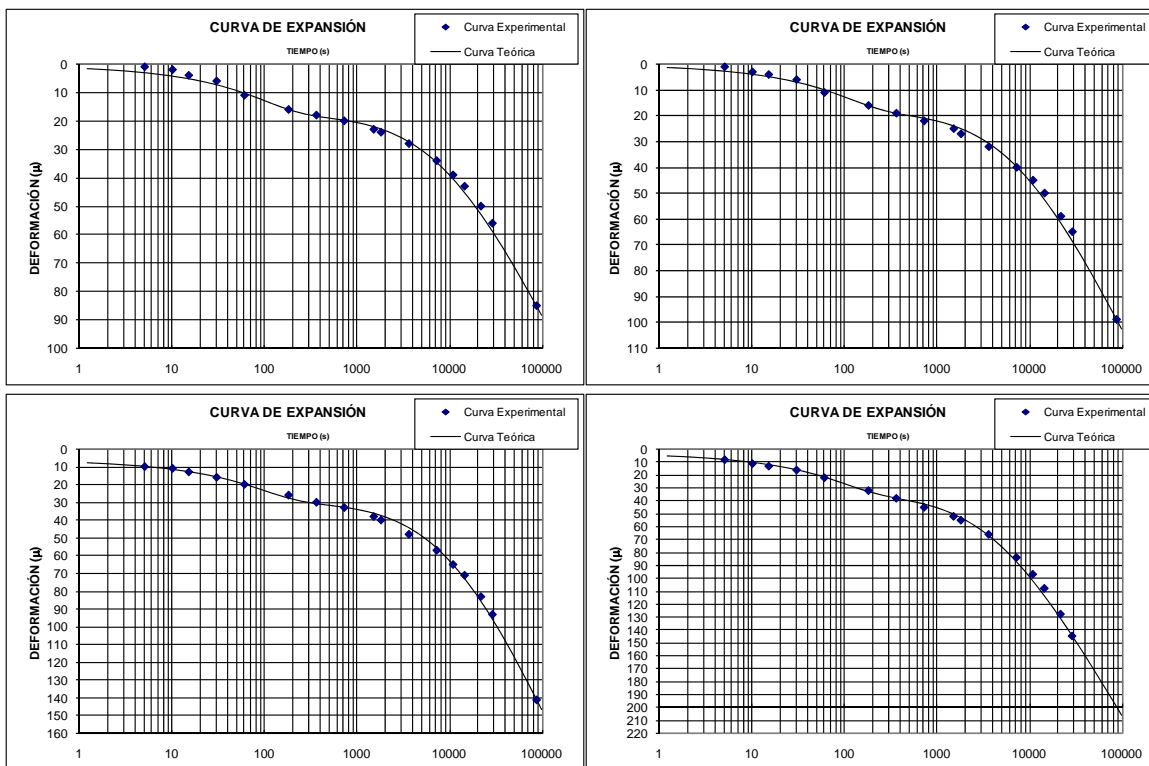 CURVA DE EXPANSIÓN
Curva Experimental
Curva Teórica
TIEMPO (s)
DEFORMACIÓN (μ)
0
10
20
30
40
50
60
70
80
90
100
1 10 100 1000 10000 100000
CURVA DE EXPANSIÓN
Curva Experimental
Curva Teórica
TIEMPO (s)
DEFORMACIÓN (μ)
0
10
20
30
40
50
60
70
80
90
100
110
1 10 100 1000 10000 100000
CURVA DE EXPANSIÓN
Curva Experimental
Curva Teórica
TIEMPO (s)
DEFORMACIÓN (μ)
0
10
20
30
40
50
60
70
80
90
100
110
120
130
140
150
160
1 10 100 1000 10000 100000
CURVA DE EXPANSIÓN
Curva Experimental
Curva Teórica
TIEMPO (s)
DEFORMACIÓN (μ)
0
10
20
30
40
50
60
70
80
90
100
110
120
130
140
150
160
170
180
190
200
210
220
1 10 100 1000 10000 100000